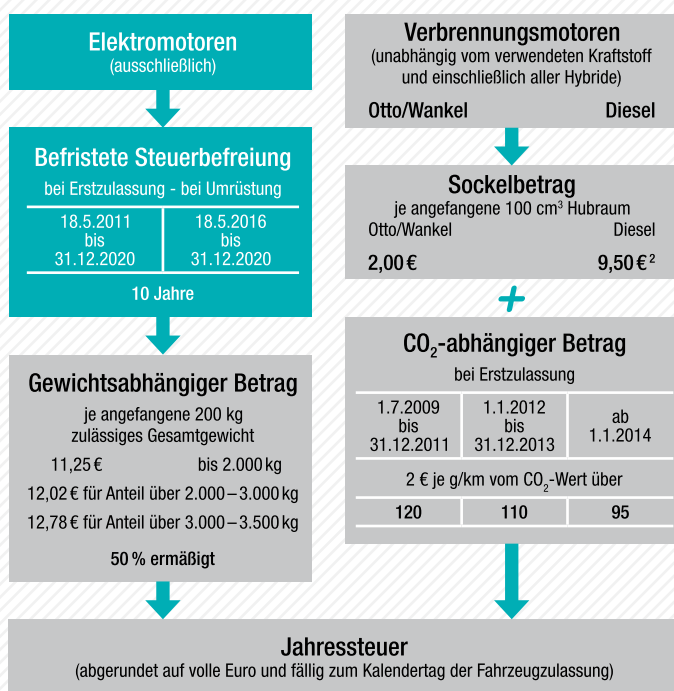 Elektromotoren
(ausschließlich)
Befristete Steuerbefreiung
bei Erstzulassung - bei Umrüstung
18.5.2011
bis
31.12.2020
18.5.2016
bis
31.12.2020
10 Jahre
Gewichtsabhängiger Betrag
je angefangene 200 kg
zulässiges Gesamtgewicht
11,25 € bis 2.000 kg
12,02 € für Anteil über 2.000 – 3.000 kg
12,78 € für Anteil über 3.000 – 3.500 kg
50 % ermäßigt
Verbrennungsmotoren
(unabhängig vom verwendeten Kraftstoff
und einschließlich aller Hybride)
Otto/Wankel Diesel
Sockelbetrag
je angefangene 100 cm³ Hubraum
Otto/Wankel Diesel
2,00 € 9,50 € ²
+
CO₂-abhängiger Betrag
bei Erstzulassung
1.7.2009
bis
31.12.2011
1.1.2012
bis
31.12.2013
ab
1.1.2014
2 € je g/km vom CO₂-Wert über
120 110 95
Jahressteuer
(abgerundet auf volle Euro und fällig zum Kalendertag der Fahrzeugzulassung)